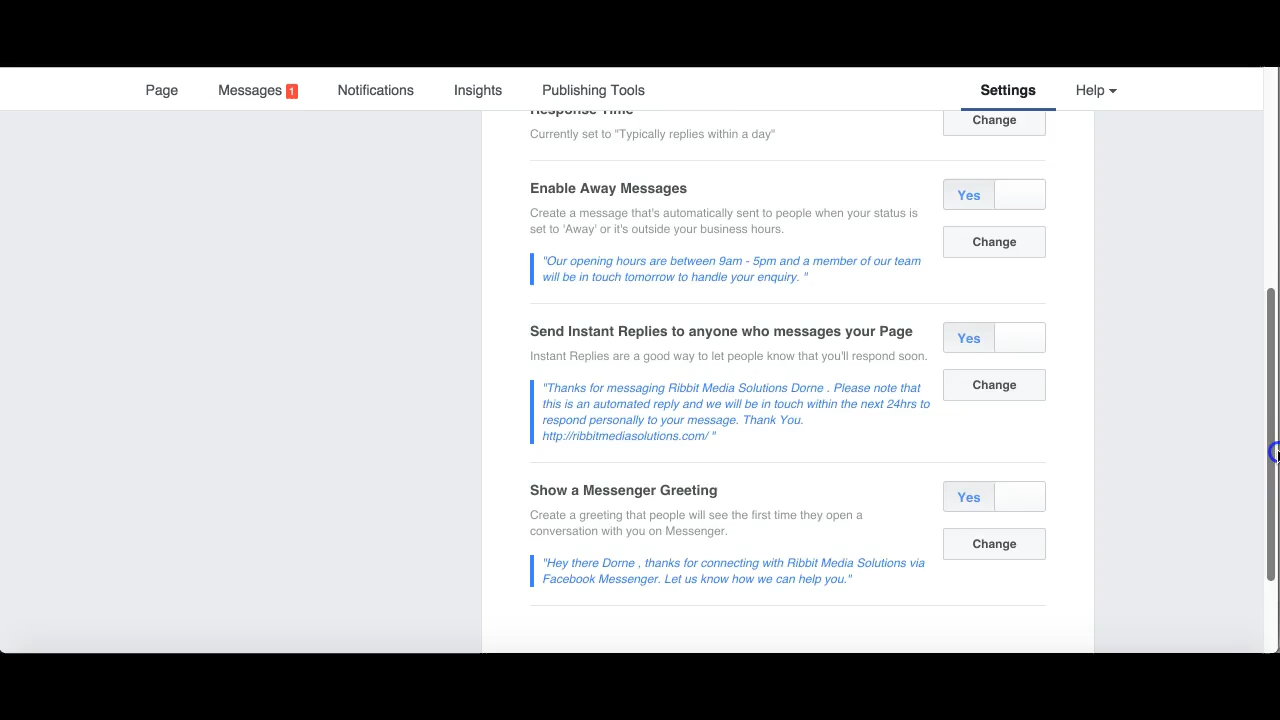 Page Messages 1 Notifications Insights Publishing Tools Settings Help
Response Time
Change
Currently set to "Typically replies within a day"
Enable Away Messages
Yes
Create a message that's automatically sent to people when your status is
set to 'Away' or it's outside your business hours.
Change
"Our opening hours are between 9am - 5pm and a member of our team
will be in touch tomorrow to handle your enquiry. "
Send Instant Replies to anyone who messages your Page
Yes
Instant Replies are a good way to let people know that you'll respond soon.
Change
"Thanks for messaging Ribbit Media Solutions Dorne . Please note that
this is an automated reply and we will be in touch within the next 24hrs to
respond personally to your message. Thank You.
http://ribbitmediasolutions.com/ "
Show a Messenger Greeting
Yes
Create a greeting that people will see the first time they open a
conversation with you on Messenger.
Change
"Hey there Dorne , thanks for connecting with Ribbit Media Solutions via
Facebook Messenger. Let us know how we can help you."